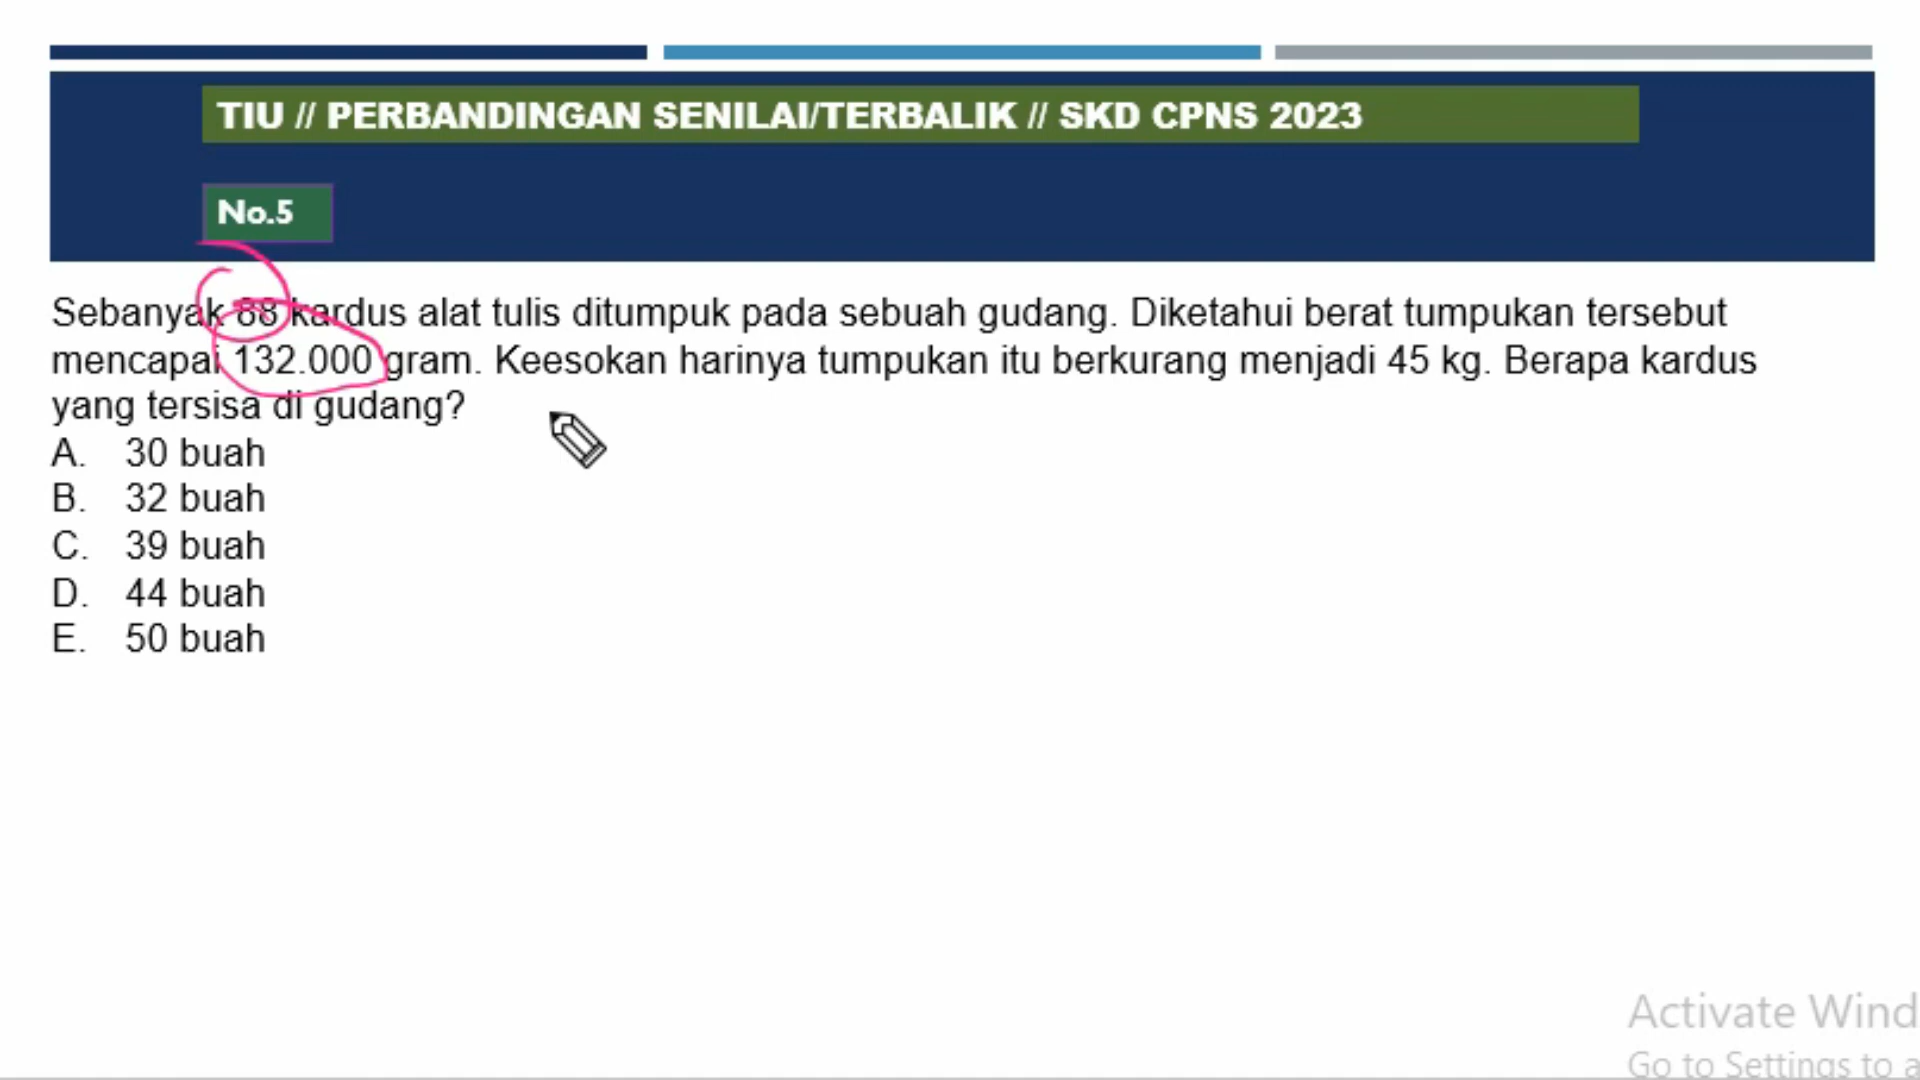 TIU // PERBANDINGAN SENILAI/TERBALIK // SKD CPNS 2023
No.5
Sebanyak 88 kardus alat tulis ditumpuk pada sebuah gudang. Diketahui berat tumpukan tersebut
mencapai 132.000 gram. Keesokan harinya tumpukan itu berkurang menjadi 45 kg. Berapa kardus
yang tersisa di gudang?
A. 30 buah
B. 32 buah
C. 39 buah
D. 44 buah
E. 50 buah
Activate Wind
Go to Settings to a